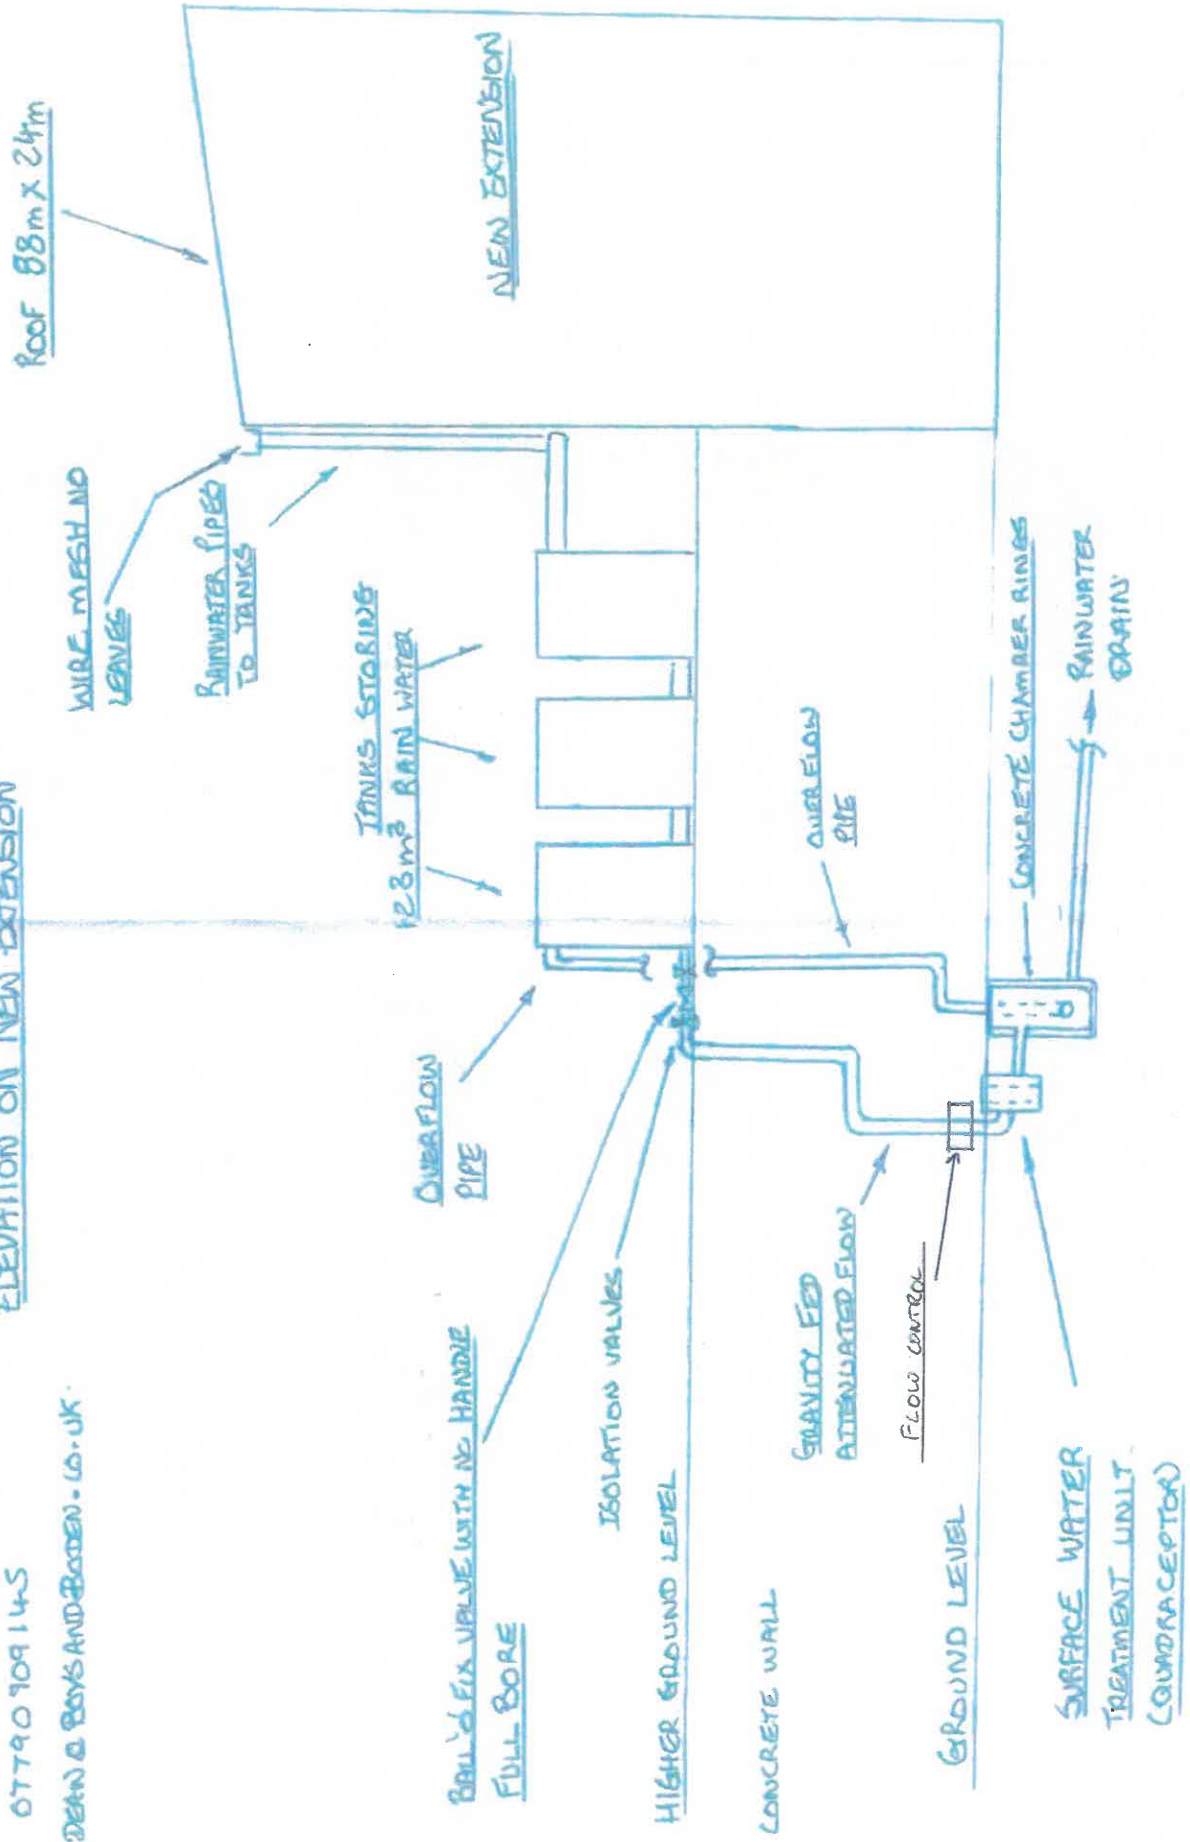 07790909145
DEAN @ BOYSANDBODEN.CO.UK.
ELEVATION ON NEW EXTENSION
ROOF 88m x 24m
WIRE MESH NO
LEAVES
RAINWATER PIPES
TO TANKS
NEW EXTENSION
TANKS STORING
128m³ RAIN WATER
OVERFLOW
PIPE
BALL'O'FIX VALVE WITH NO HANDLE
FULL BORE
ISOLATION VALVES
HIGHER GROUND LEVEL
CONCRETE WALL
OVERFLOW
PIPE
GRAVITY FED
ATTENUATED FLOW
FLOW CONTROL
GROUND LEVEL
CONCRETE CHAMBER RINGS
RAINWATER
DRAIN
SURFACE WATER
TREATMENT UNIT.
(QUADRACEPTOR)